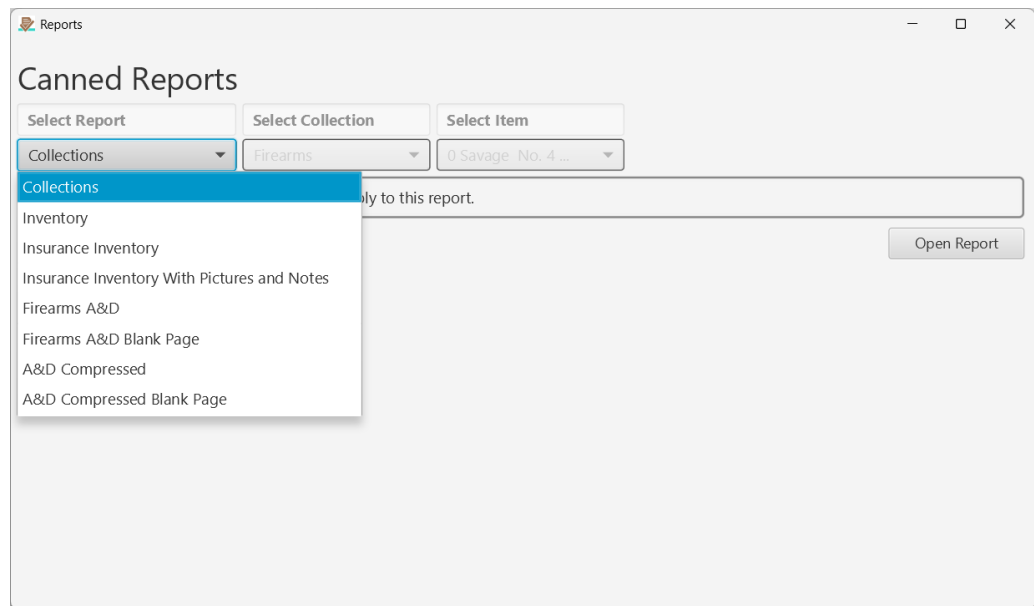 Reports
Canned Reports
Select Report Select Collection Select Item
Collections Firearms 0 Savage No. 4 ...
Collections
to this report.
Inventory
Open Report
Insurance Inventory
Insurance Inventory With Pictures and Notes
Firearms A&D
Firearms A&D Blank Page
A&D Compressed
A&D Compressed Blank Page